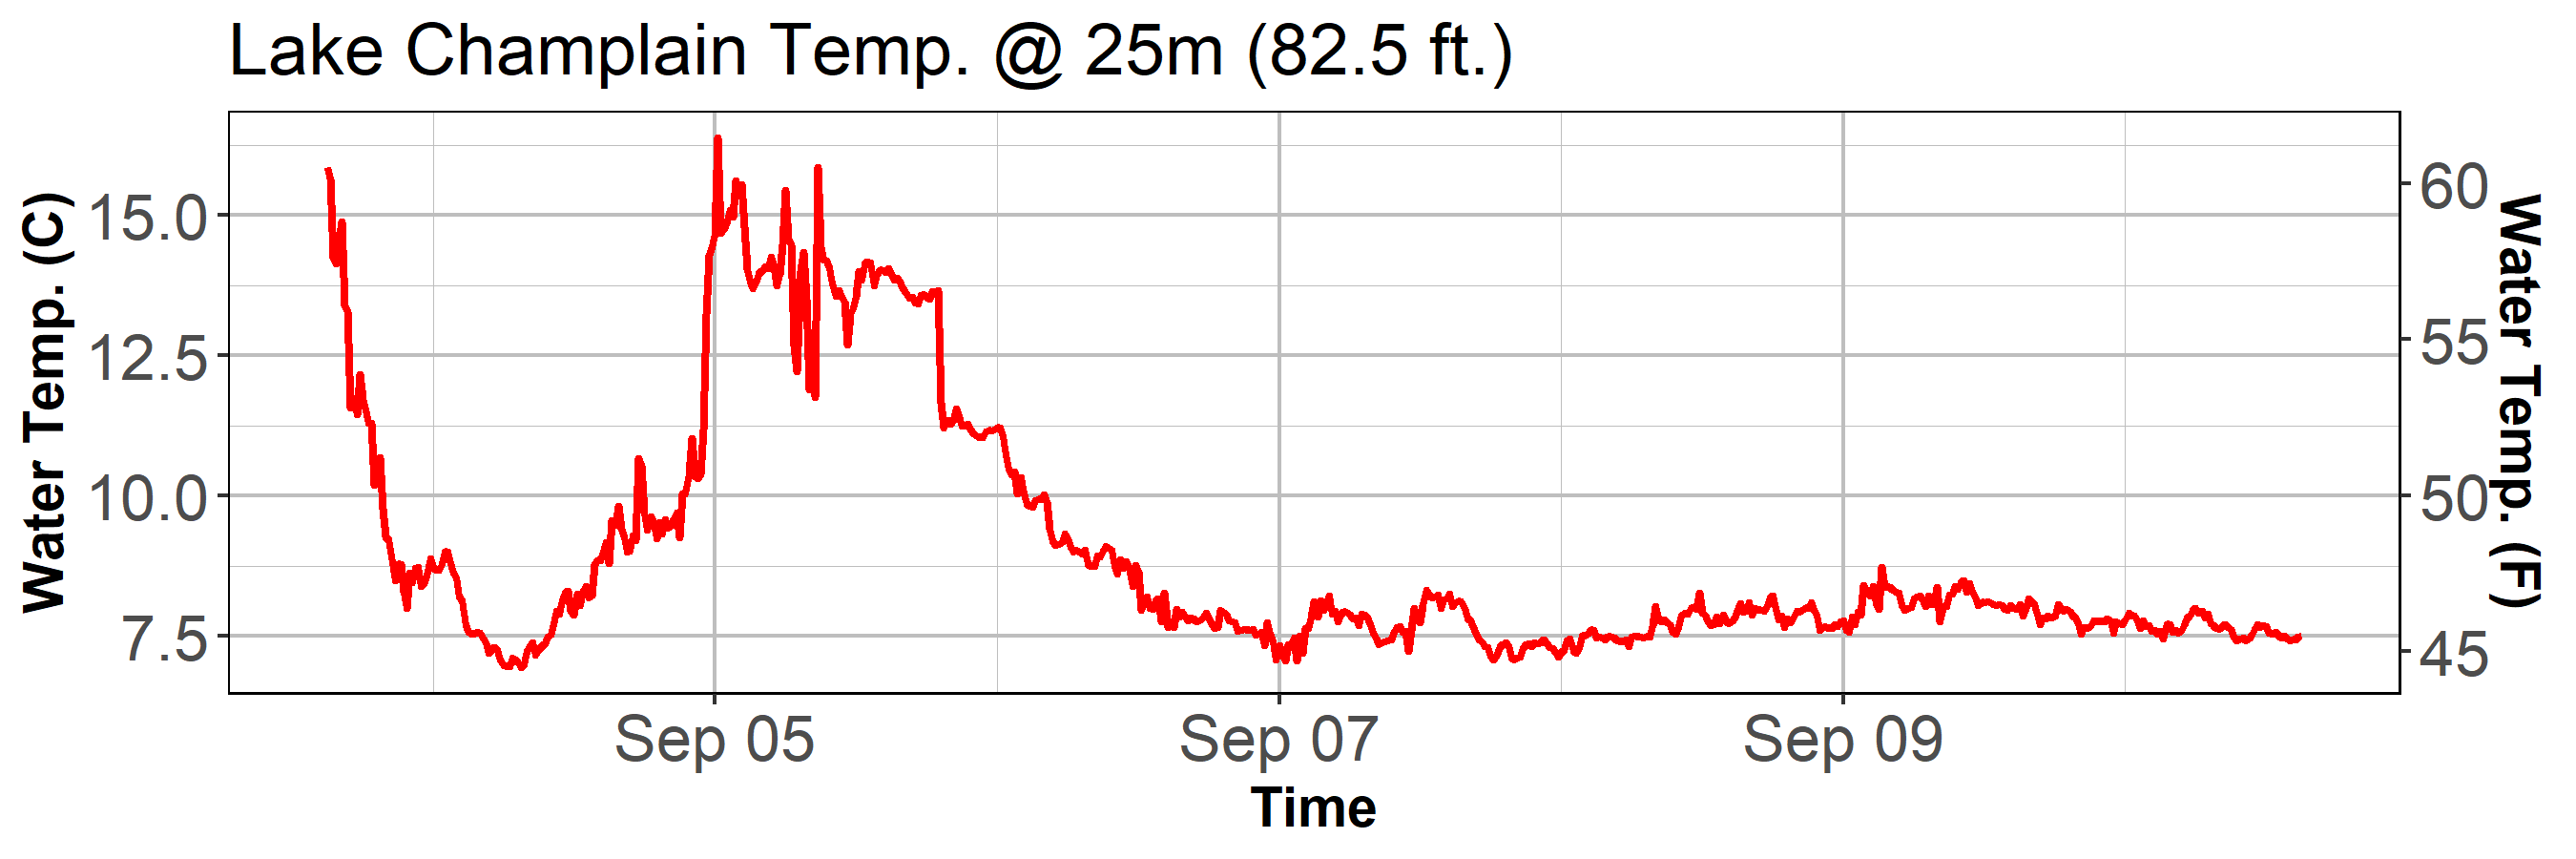 Lake Champlain Temp. @ 25m (82.5 ft.)
Water Temp. (C)
15.0
12.5
10.0
7.5
60
55
50
45
Water Temp. (F)
Sep 05
Sep 07
Sep 09
Time